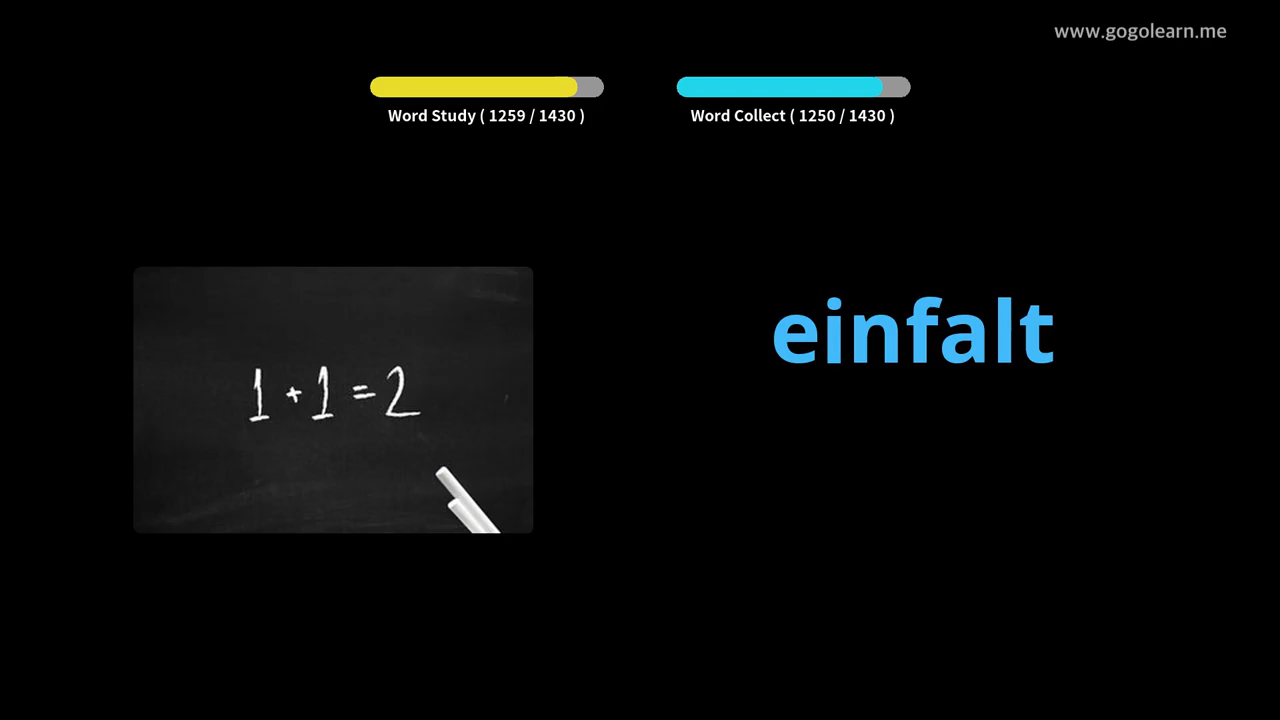 www.gogolearn.me
Word Study ( 1259 / 1430 )
Word Collect ( 1250 / 1430 )
einfalt
1 + 1 = 2